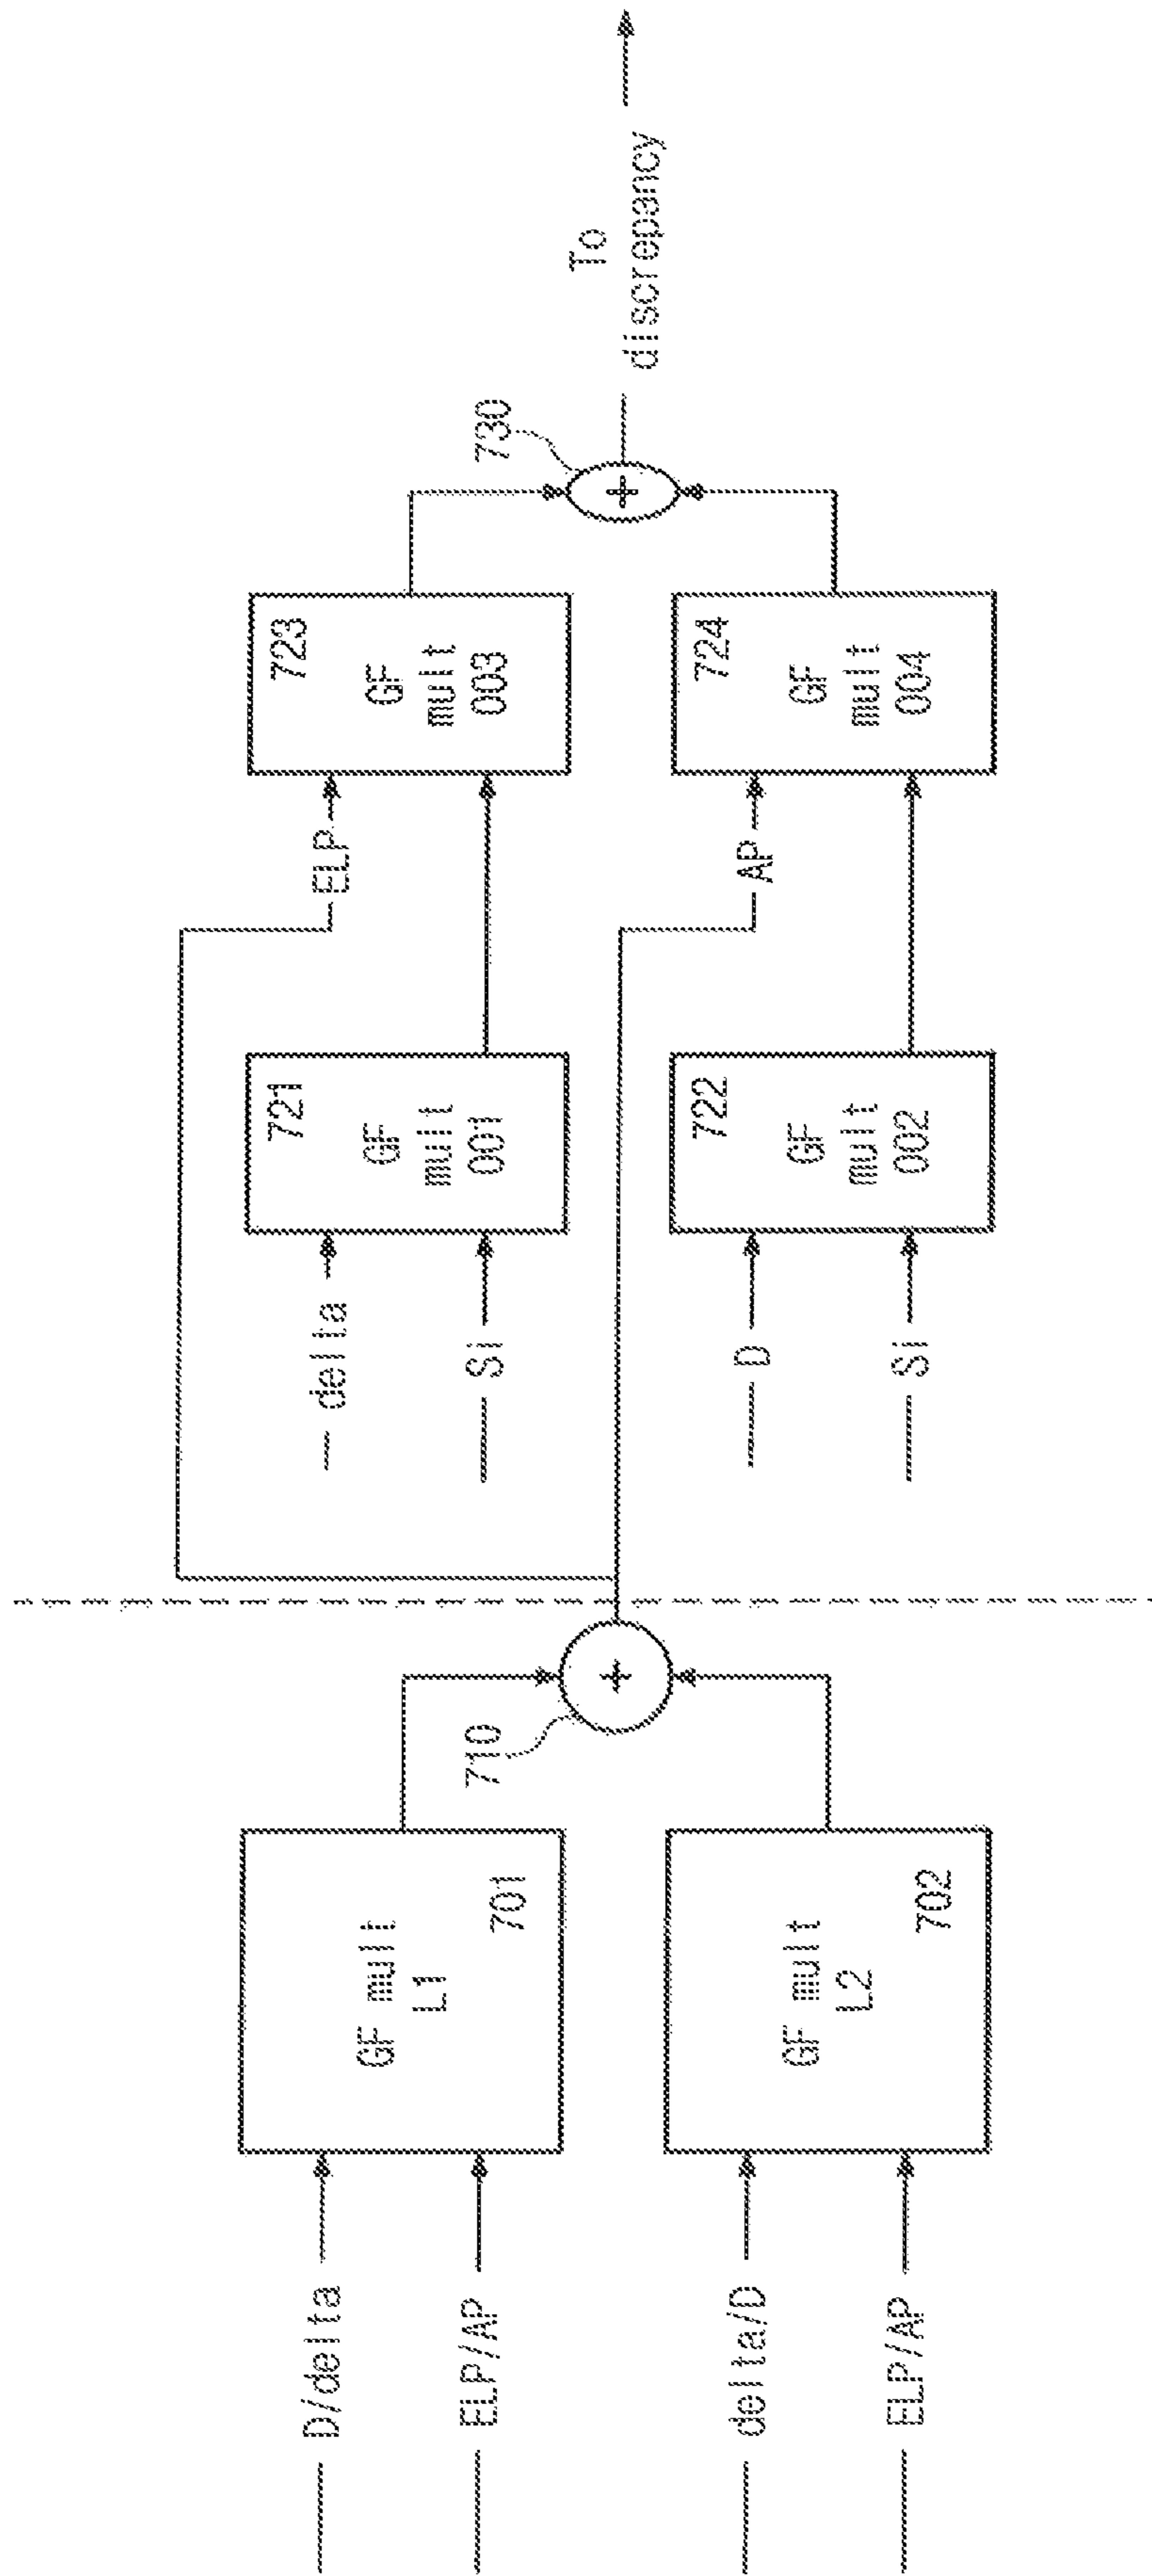 D/delta
ELP/AP
GF mult
L1
701
delta/D
ELP/AP
GF mult
L2
702
710
+
delta
Si
721
GF
mult
001
D
Si
722
GF
mult
002
ELP
AP
723
GF
mult
003
724
GF
mult
004
730
+
To
discrepancy